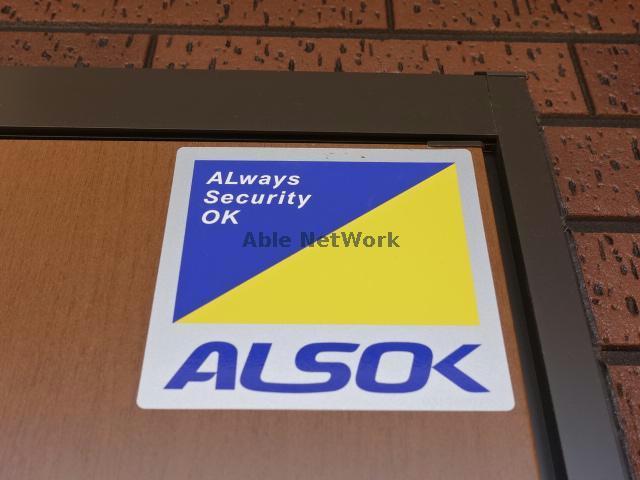 ALways
Security
OK
Able NetWork
ALSOK